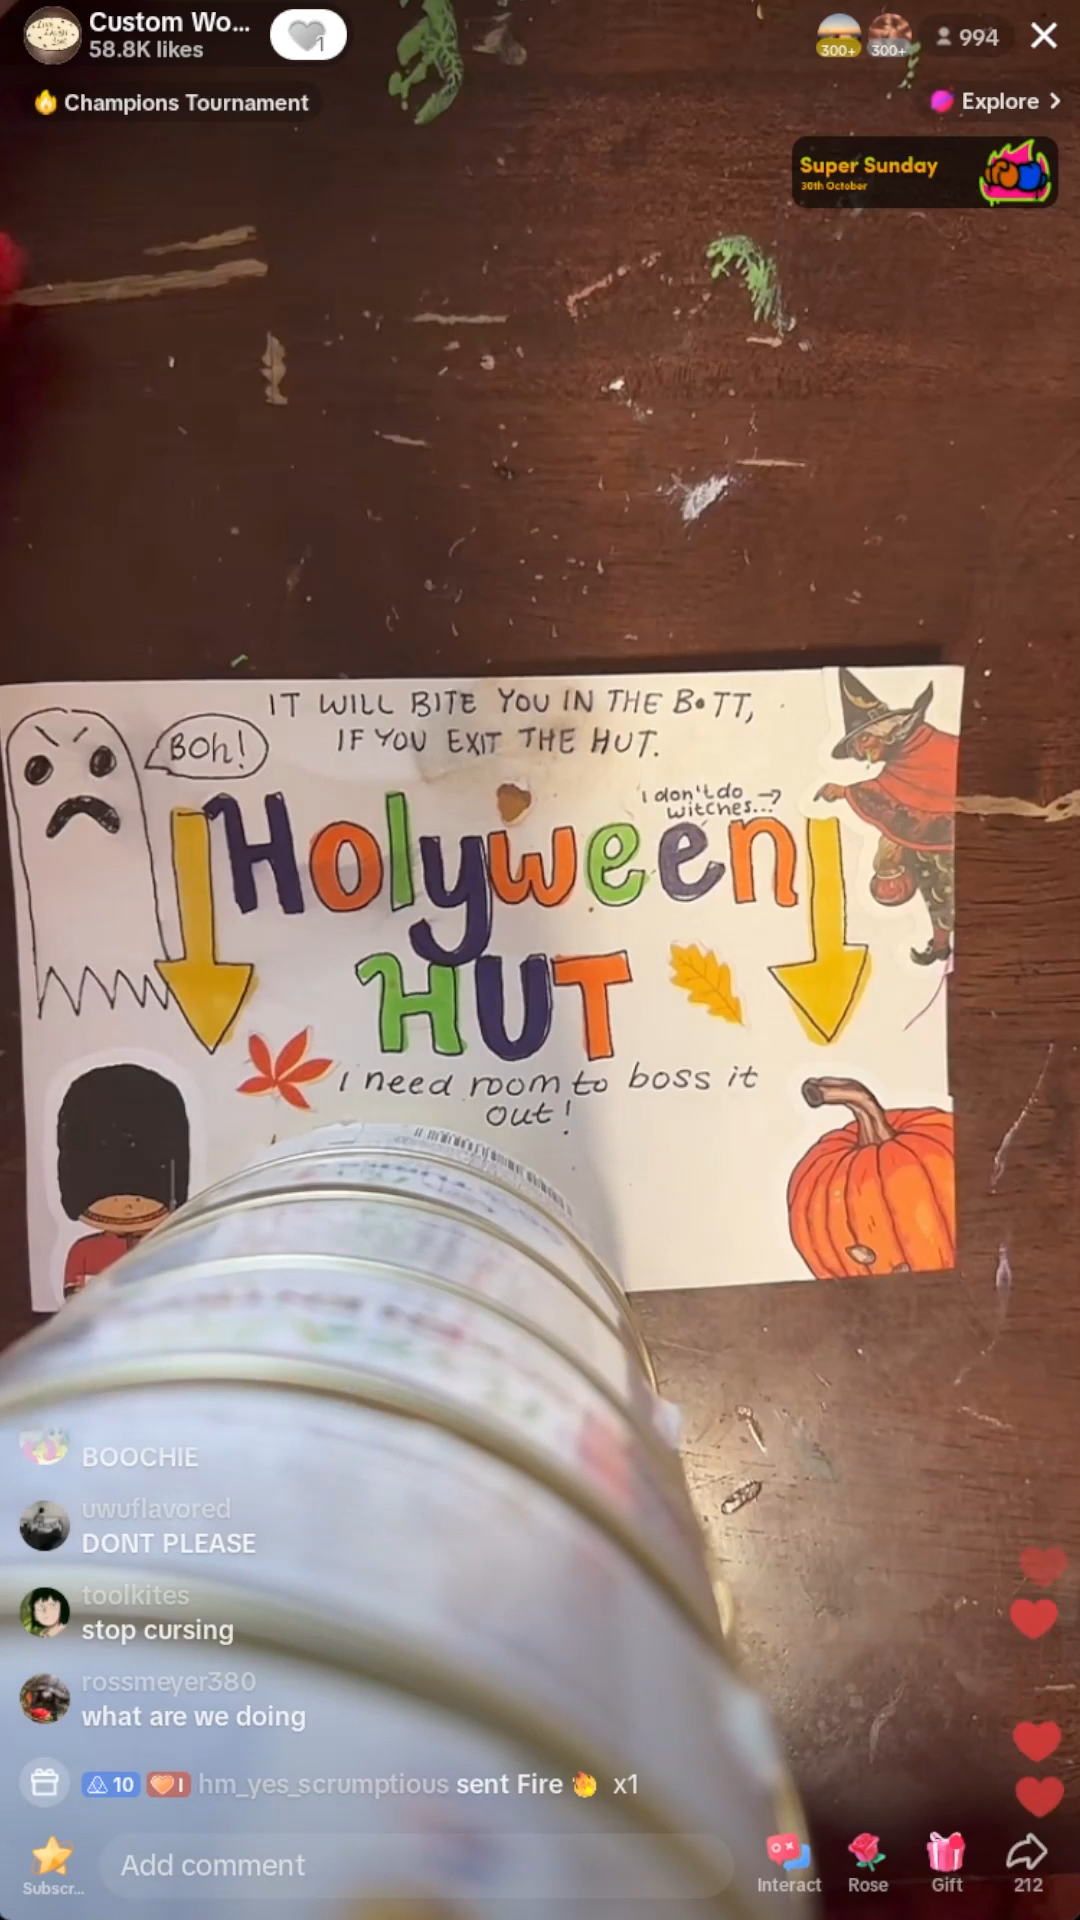 Custom Wo...
58.8K likes
1
300+
300+
994
Champions Tournament
Explore >
Super Sunday
30th October
IT WILL BITE YOU IN THE B•TT,
IF YOU EXIT THE HUT.
BOh!
I don't do →
witches...
Holyween
HUT
I need room to boss it
out!
BOOCHIE
uwuflavored
DONT PLEASE
toolkites
stop cursing
rossmeyer380
what are we doing
10 I hm_yes_scrumptious sent Fire 🔥 x1
Add comment
Subscr...
Interact
Rose
Gift
212